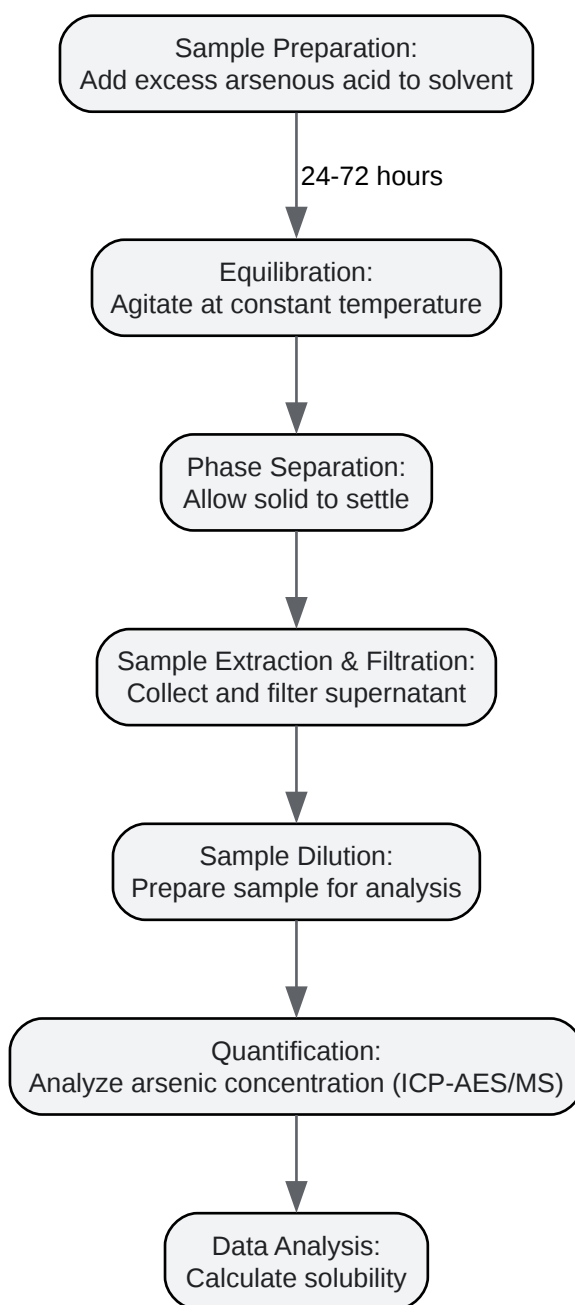 Sample Preparation:
Add excess arsenous acid to solvent
24-72 hours
Equilibration:
Agitate at constant temperature
Phase Separation:
Allow solid to settle
Sample Extraction & Filtration:
Collect and filter supernatant
Sample Dilution:
Prepare sample for analysis
Quantification:
Analyze arsenic concentration (ICP-AES/MS)
Data Analysis:
Calculate solubility